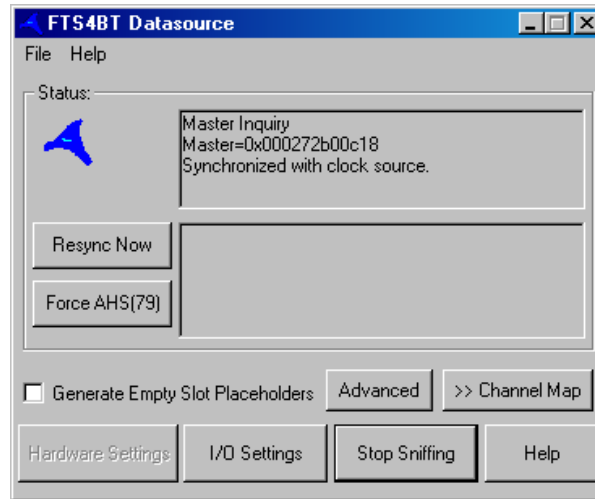 FTS4BT Datasource
File Help
Status:
Master Inquiry
Master=0x000272b00c18
Synchronized with clock source.
Resync Now
Force AHS(79)
Generate Empty Slot Placeholders
Advanced
>> Channel Map
Hardware Settings
I/O Settings
Stop Sniffing
Help